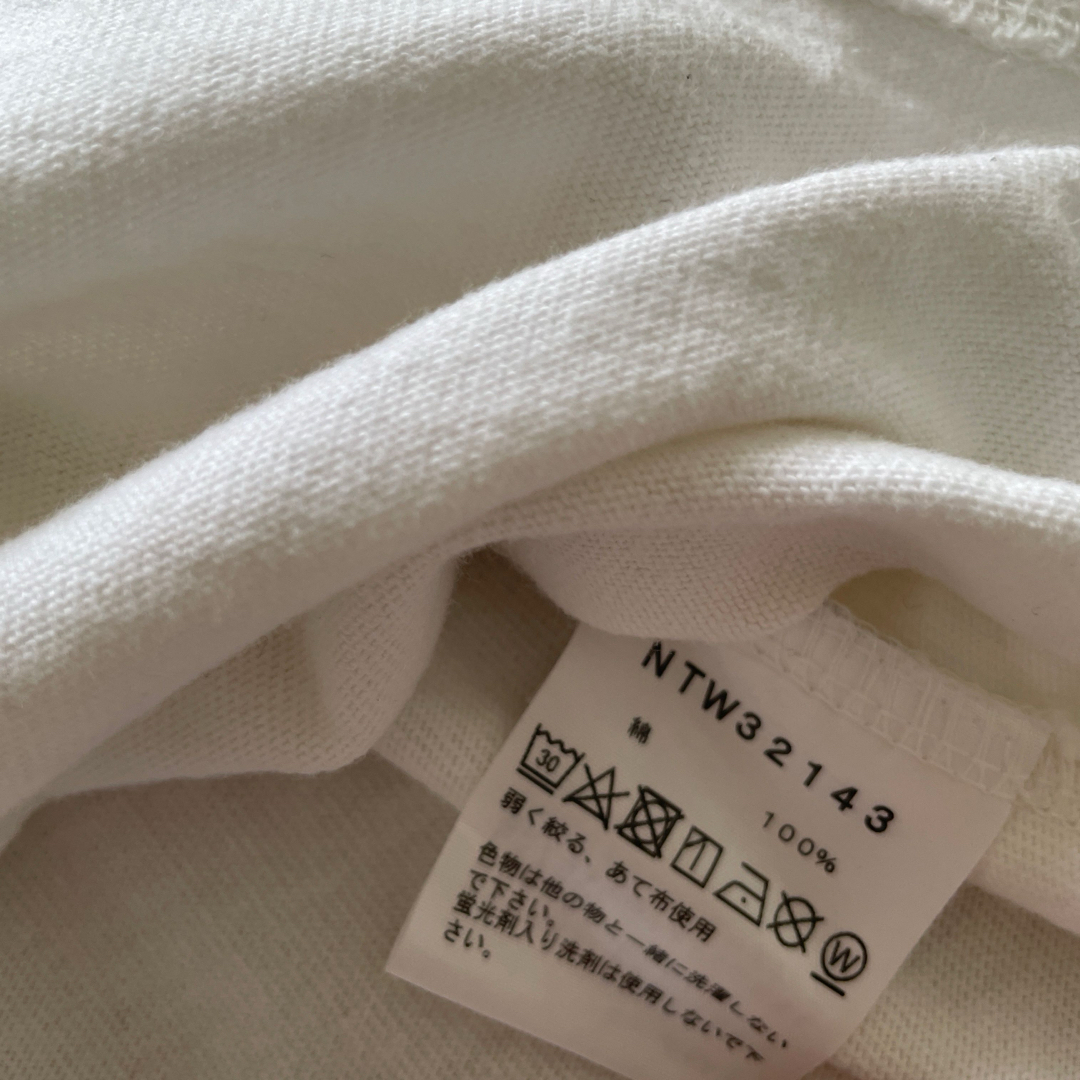 NTW32143
綿 100%
30 W
弱く絞る、あて布使用
色物は他の物と一緒に洗濯しない
で下さい。
蛍光剤入り洗剤は使用しないで下
さい。